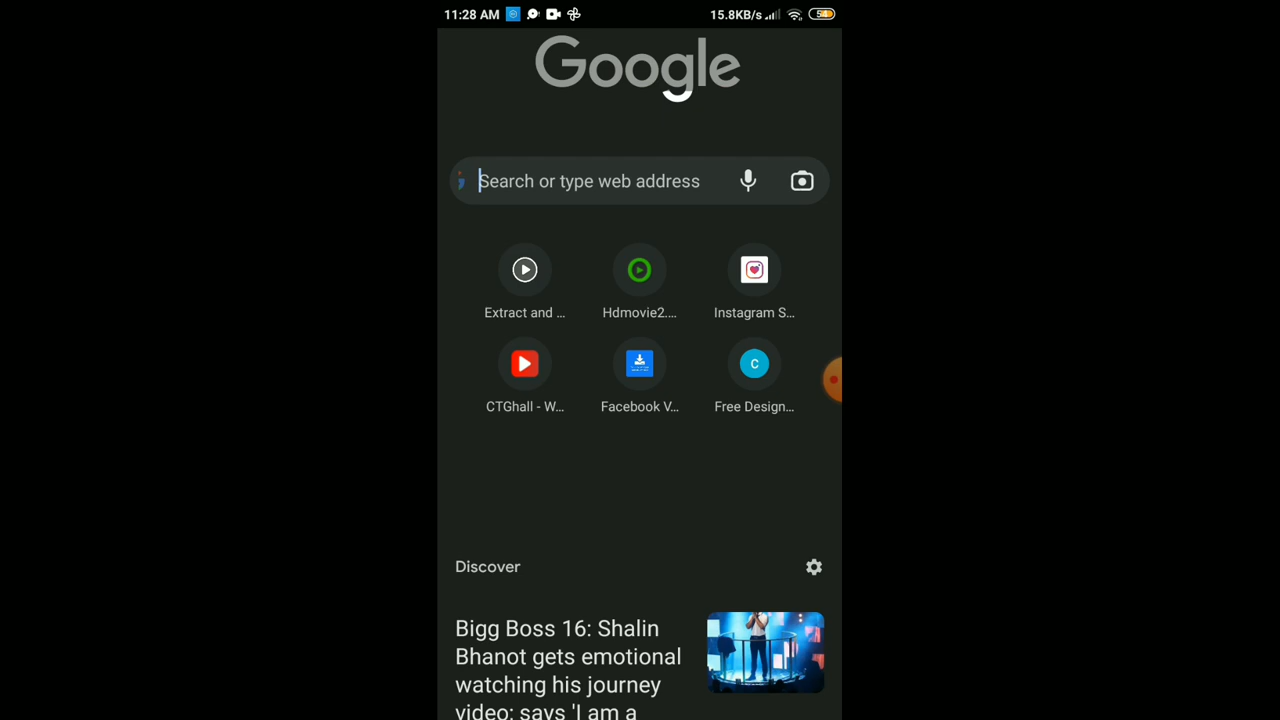 11:28 AM 15.8KB/s 54
Google
Search or type web address
Extract and ... Hdmovie2.... Instagram S...
CTGhall - W... C Facebook V... Free Design...
Discover
Bigg Boss 16: Shalin
Bhanot gets emotional
watching his journey
video; says 'I am a